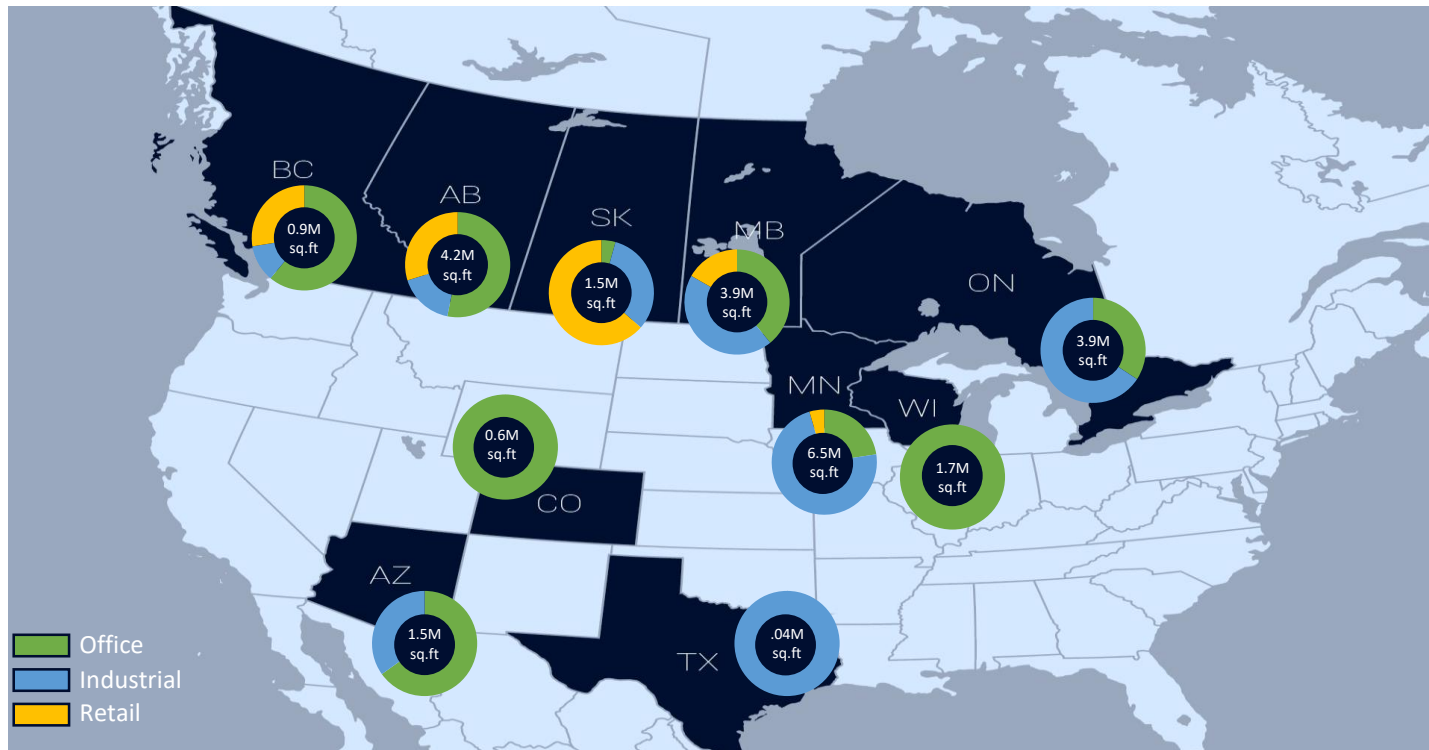 BC
0.9M
sq.ft
AB
4.2M
sq.ft
SK
1.5M
sq.ft
MB
3.9M
sq.ft
ON
3.9M
sq.ft
MN
6.5M
sq.ft
WI
1.7M
sq.ft
0.6M
sq.ft
CO
AZ
1.5M
sq.ft
TX
.04M
sq.ft
Office
Industrial
Retail